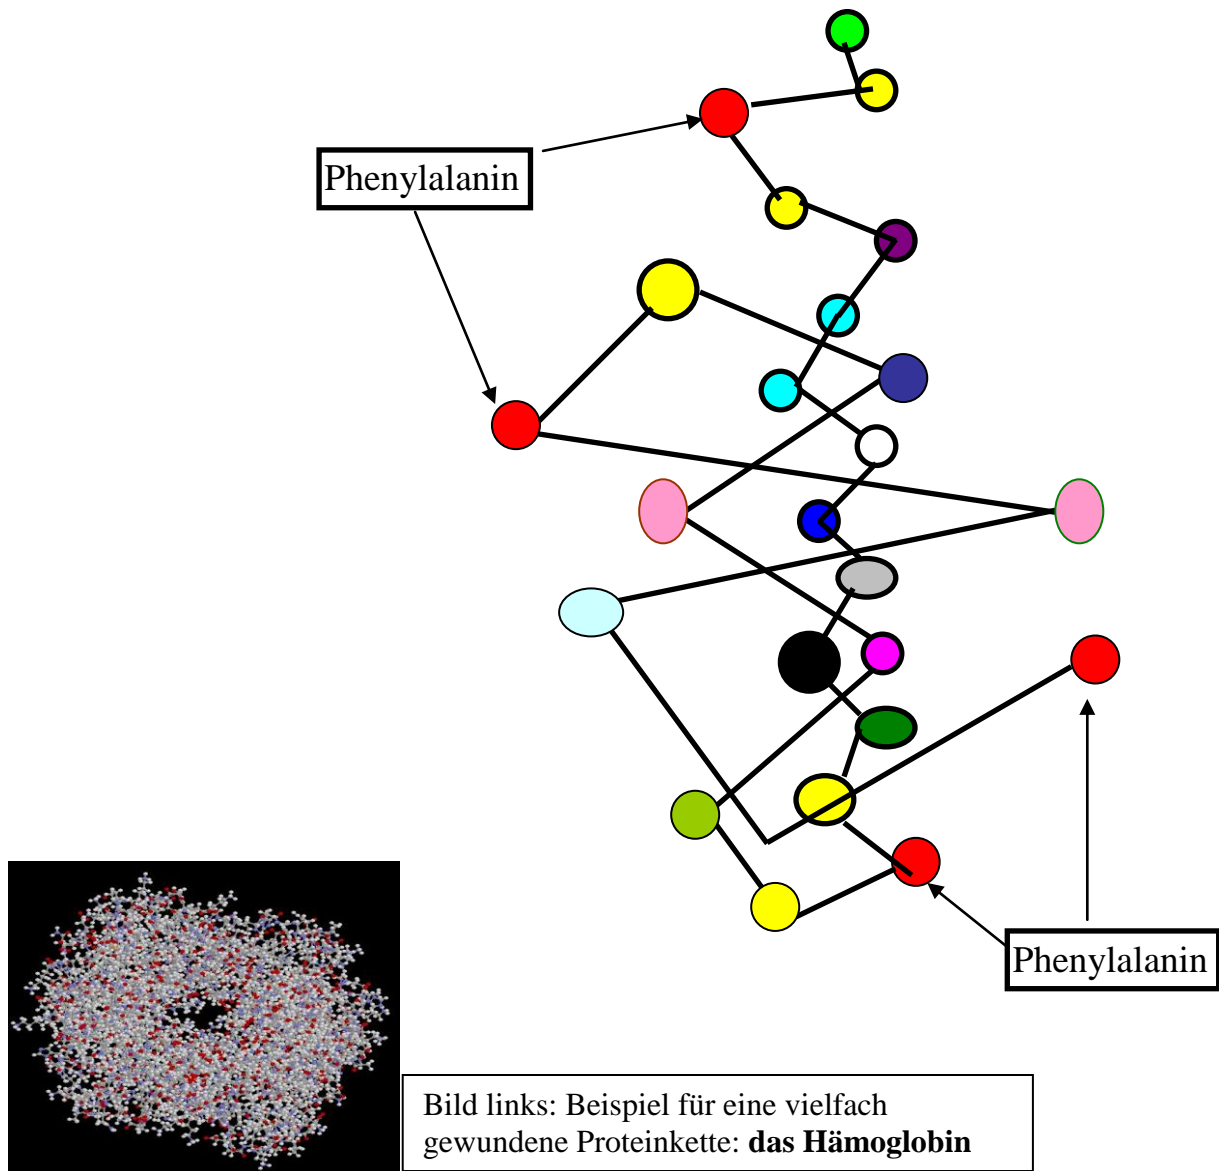 Phenylalanin
Phenylalanin
Bild links: Beispiel für eine vielfach
gewundene Proteinkette: das Hämoglobin